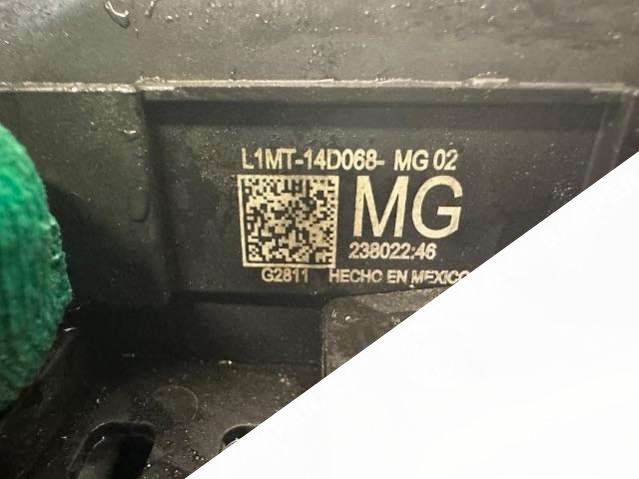 L1MT-14D068- MG 02
MG
238022:46
G2811 HECHO EN MEXICO